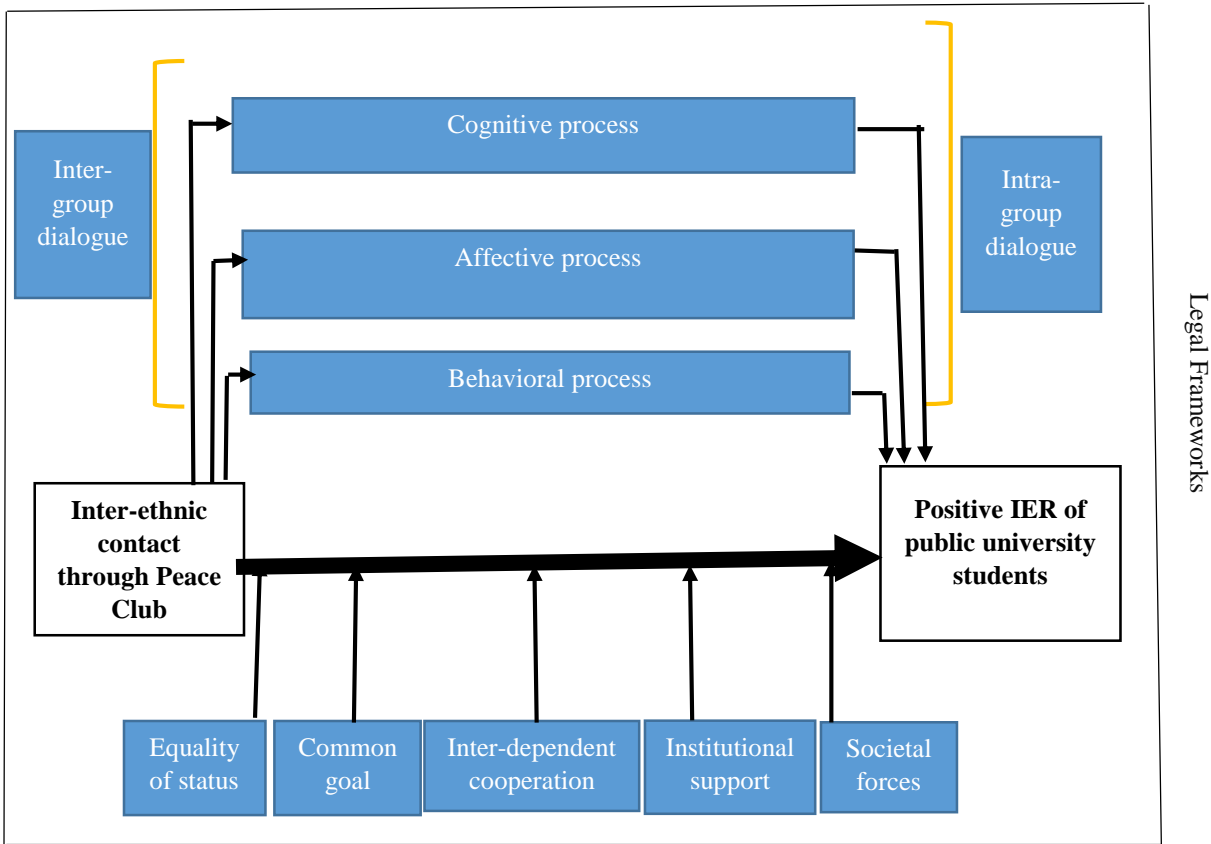 Cognitive process
Inter-
group
dialogue
Intra-
group
dialogue
Affective process
Behavioral process
Legal Frameworks
Inter-ethnic
contact
through Peace
Club
Positive IER of
public university
students
Equality
of status
Common
goal
Inter-dependent
cooperation
Institutional
support
Societal
forces